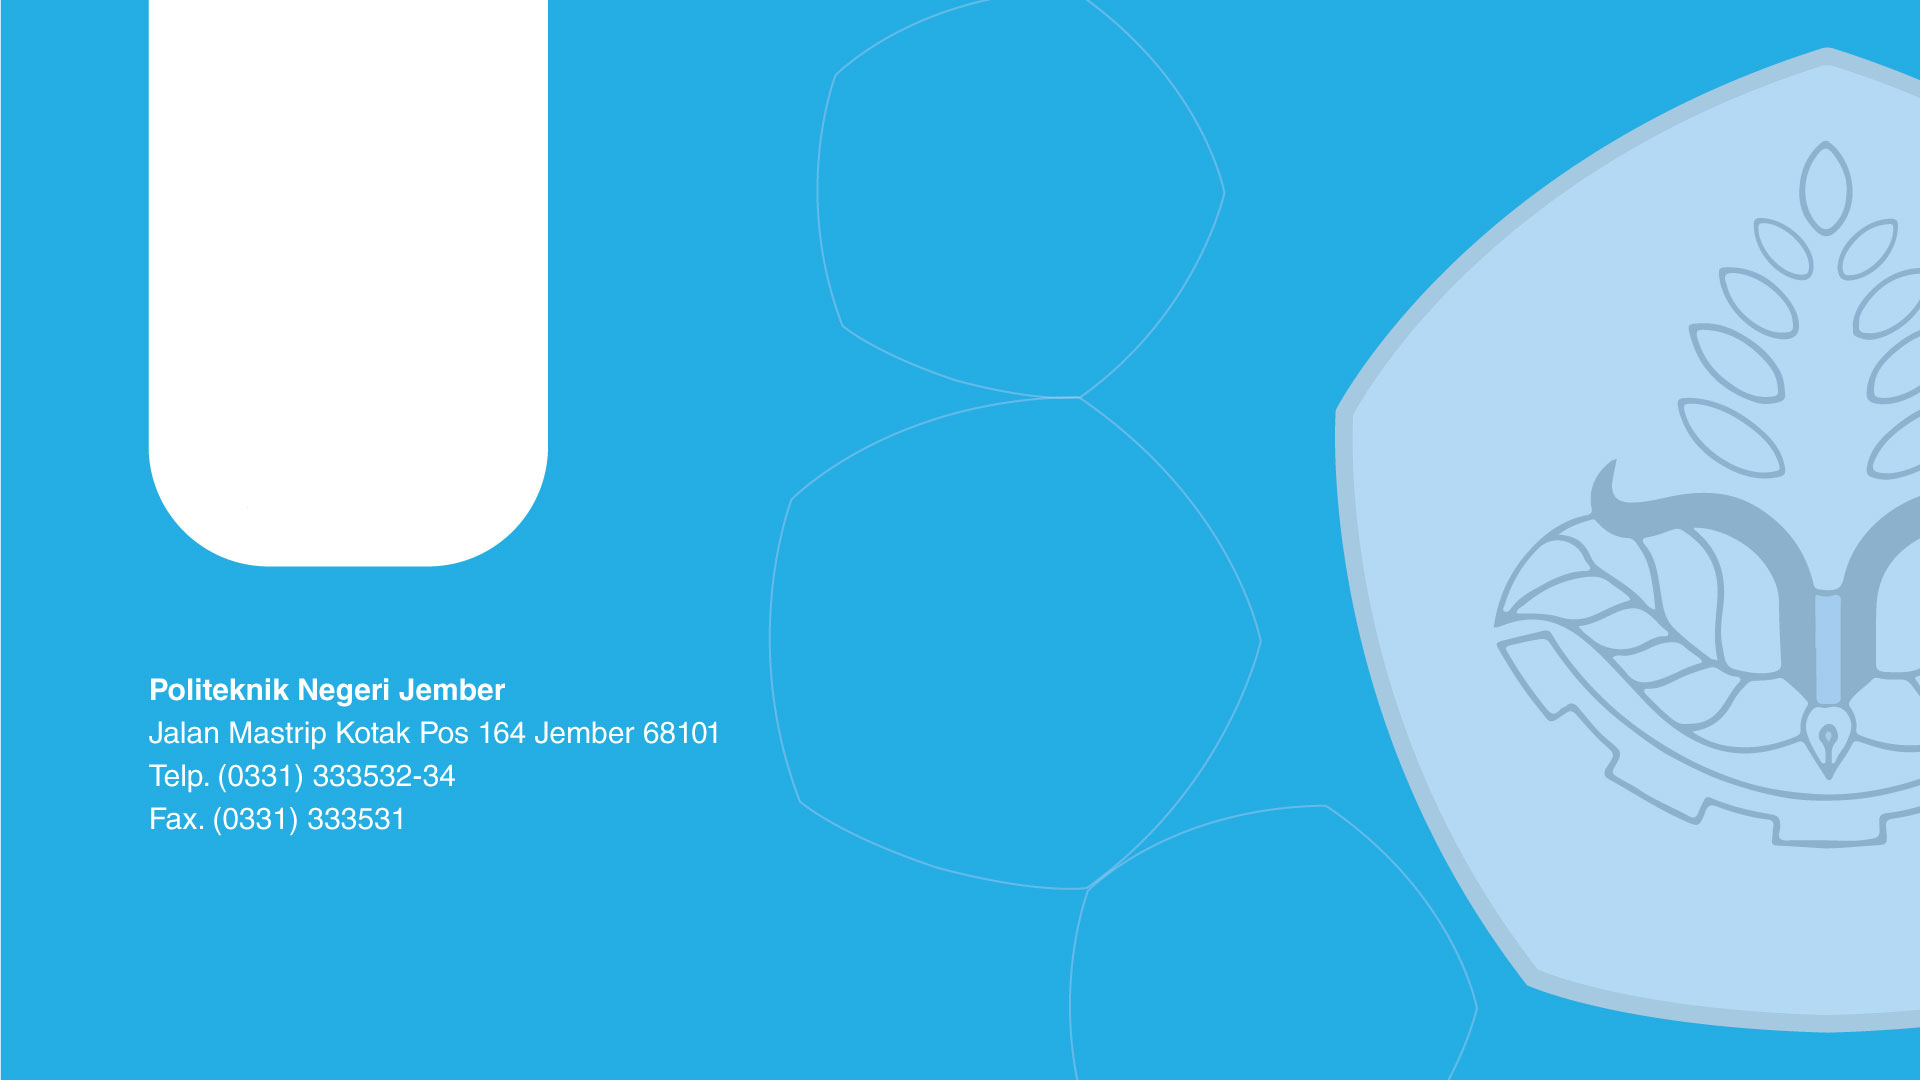 Politeknik Negeri Jember
Jalan Mastrip Kotak Pos 164 Jember 68101
Telp. (0331) 333532-34
Fax. (0331) 333531